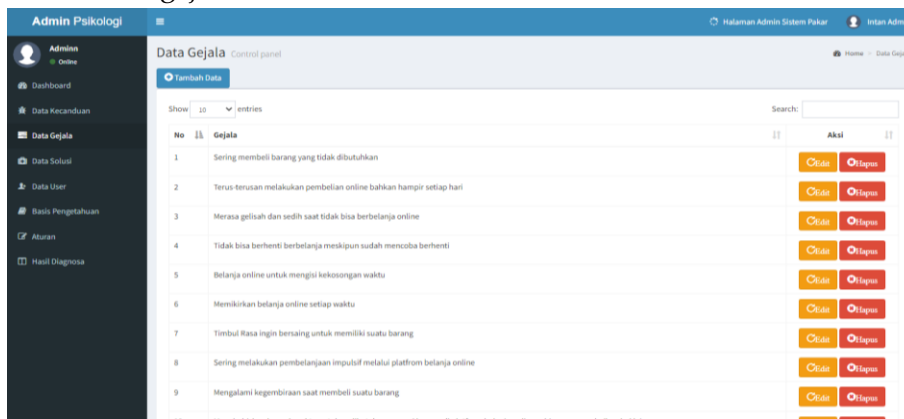 Admin Psikologi
Halaman Admin Sistem Pakar Intan Adm
Adminn
Online
Data Gejala Control panel
Home > Data Geja
Tambah Data
Dashboard
Data Kecanduan
Data Gejala
Data Solusi
Data User
Basis Pengetahuan
Aturan
Hasil Diagnosa
Show 10 entries
Search:
No Gejala Aksi
1 Sering membeli barang yang tidak dibutuhkan Edit Hapus
2 Terus-terusan melakukan pembelian online bahkan hampir setiap hari Edit Hapus
3 Merasa gelisah dan sedih saat tidak bisa berbelanja online Edit Hapus
4 Tidak bisa berhenti berbelanja meskipun sudah mencoba berhenti Edit Hapus
5 Belanja online untuk mengisi kekosongan waktu Edit Hapus
6 Memikirkan belanja online setiap waktu Edit Hapus
7 Timbul Rasa ingin bersaing untuk memiliki suatu barang Edit Hapus
8 Sering melakukan pembelanjaan impulsif melalui platfrom belanja online Edit Hapus
9 Mengalami kegembiraan saat membeli suatu barang Edit Hapus